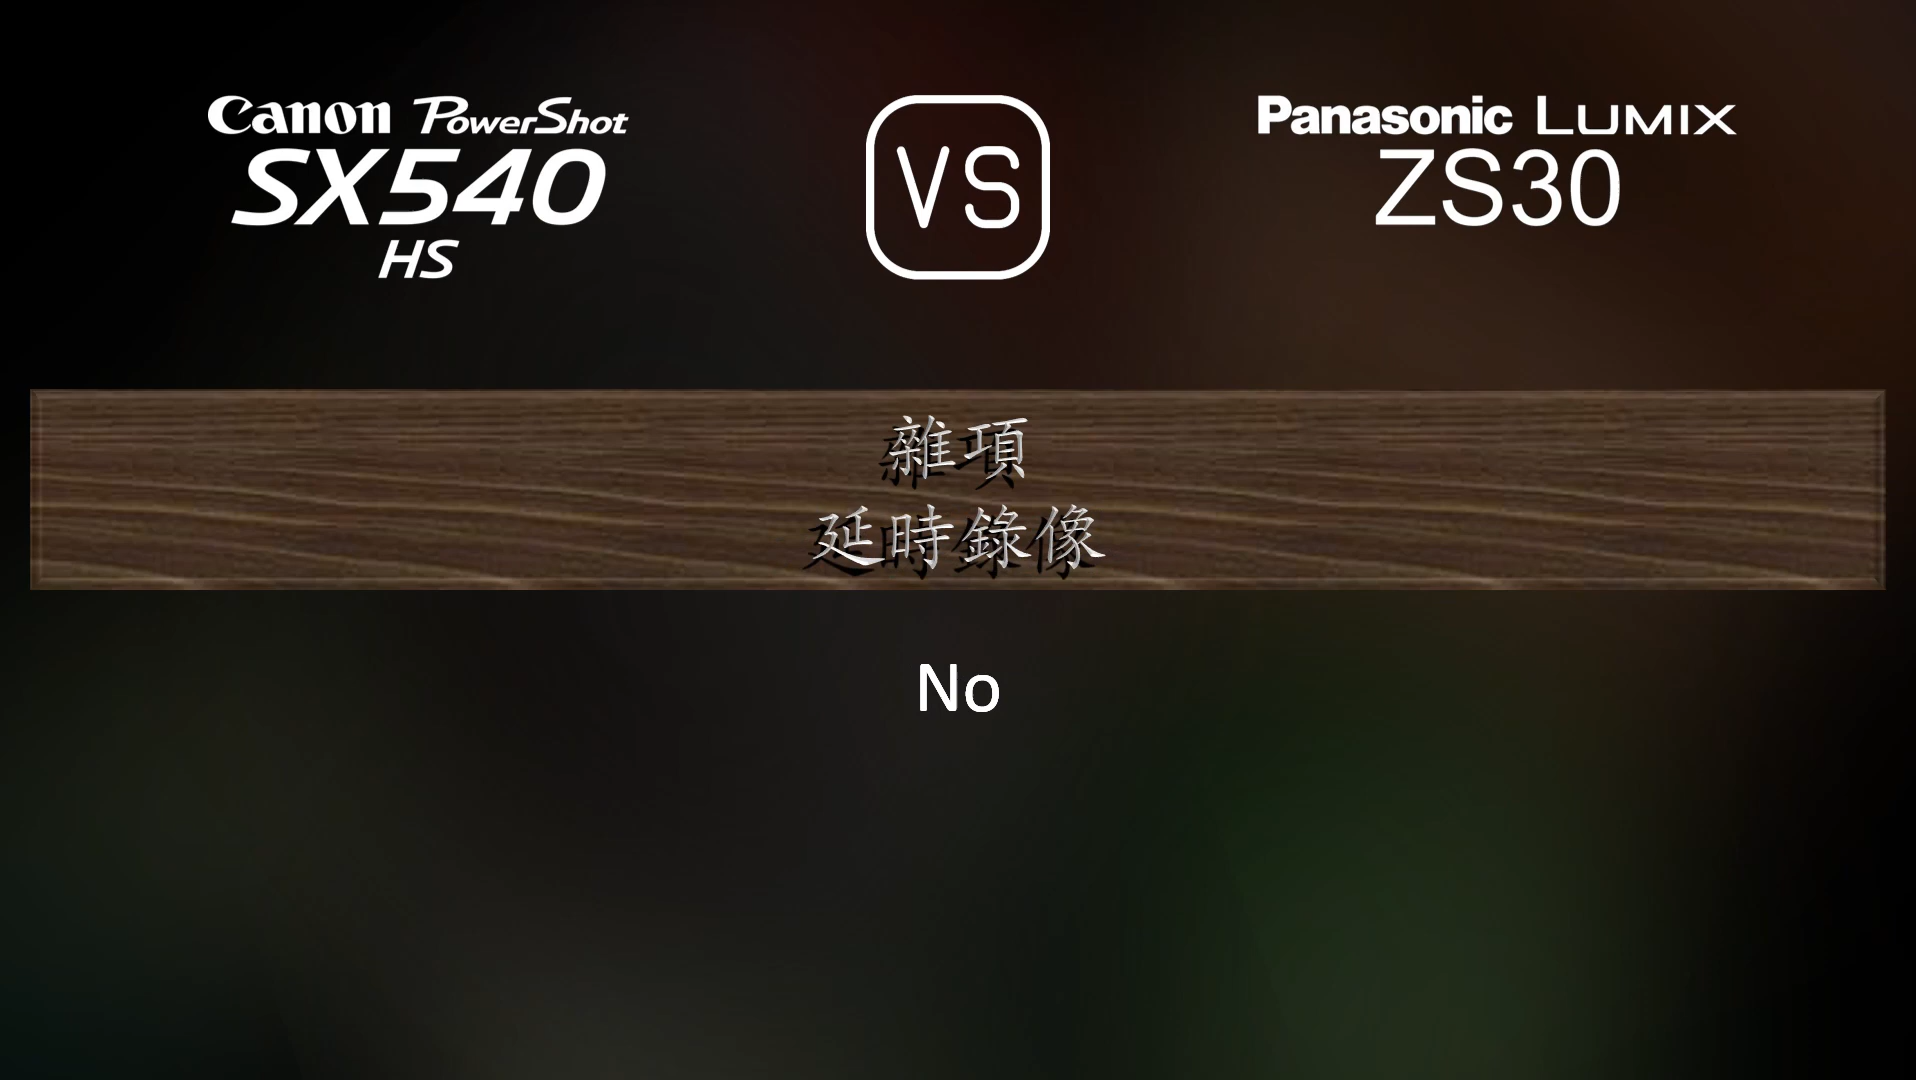 Canon PowerShot
SX540
HS
VS
Panasonic LUMIX
ZS30
雜項
延時錄像
No